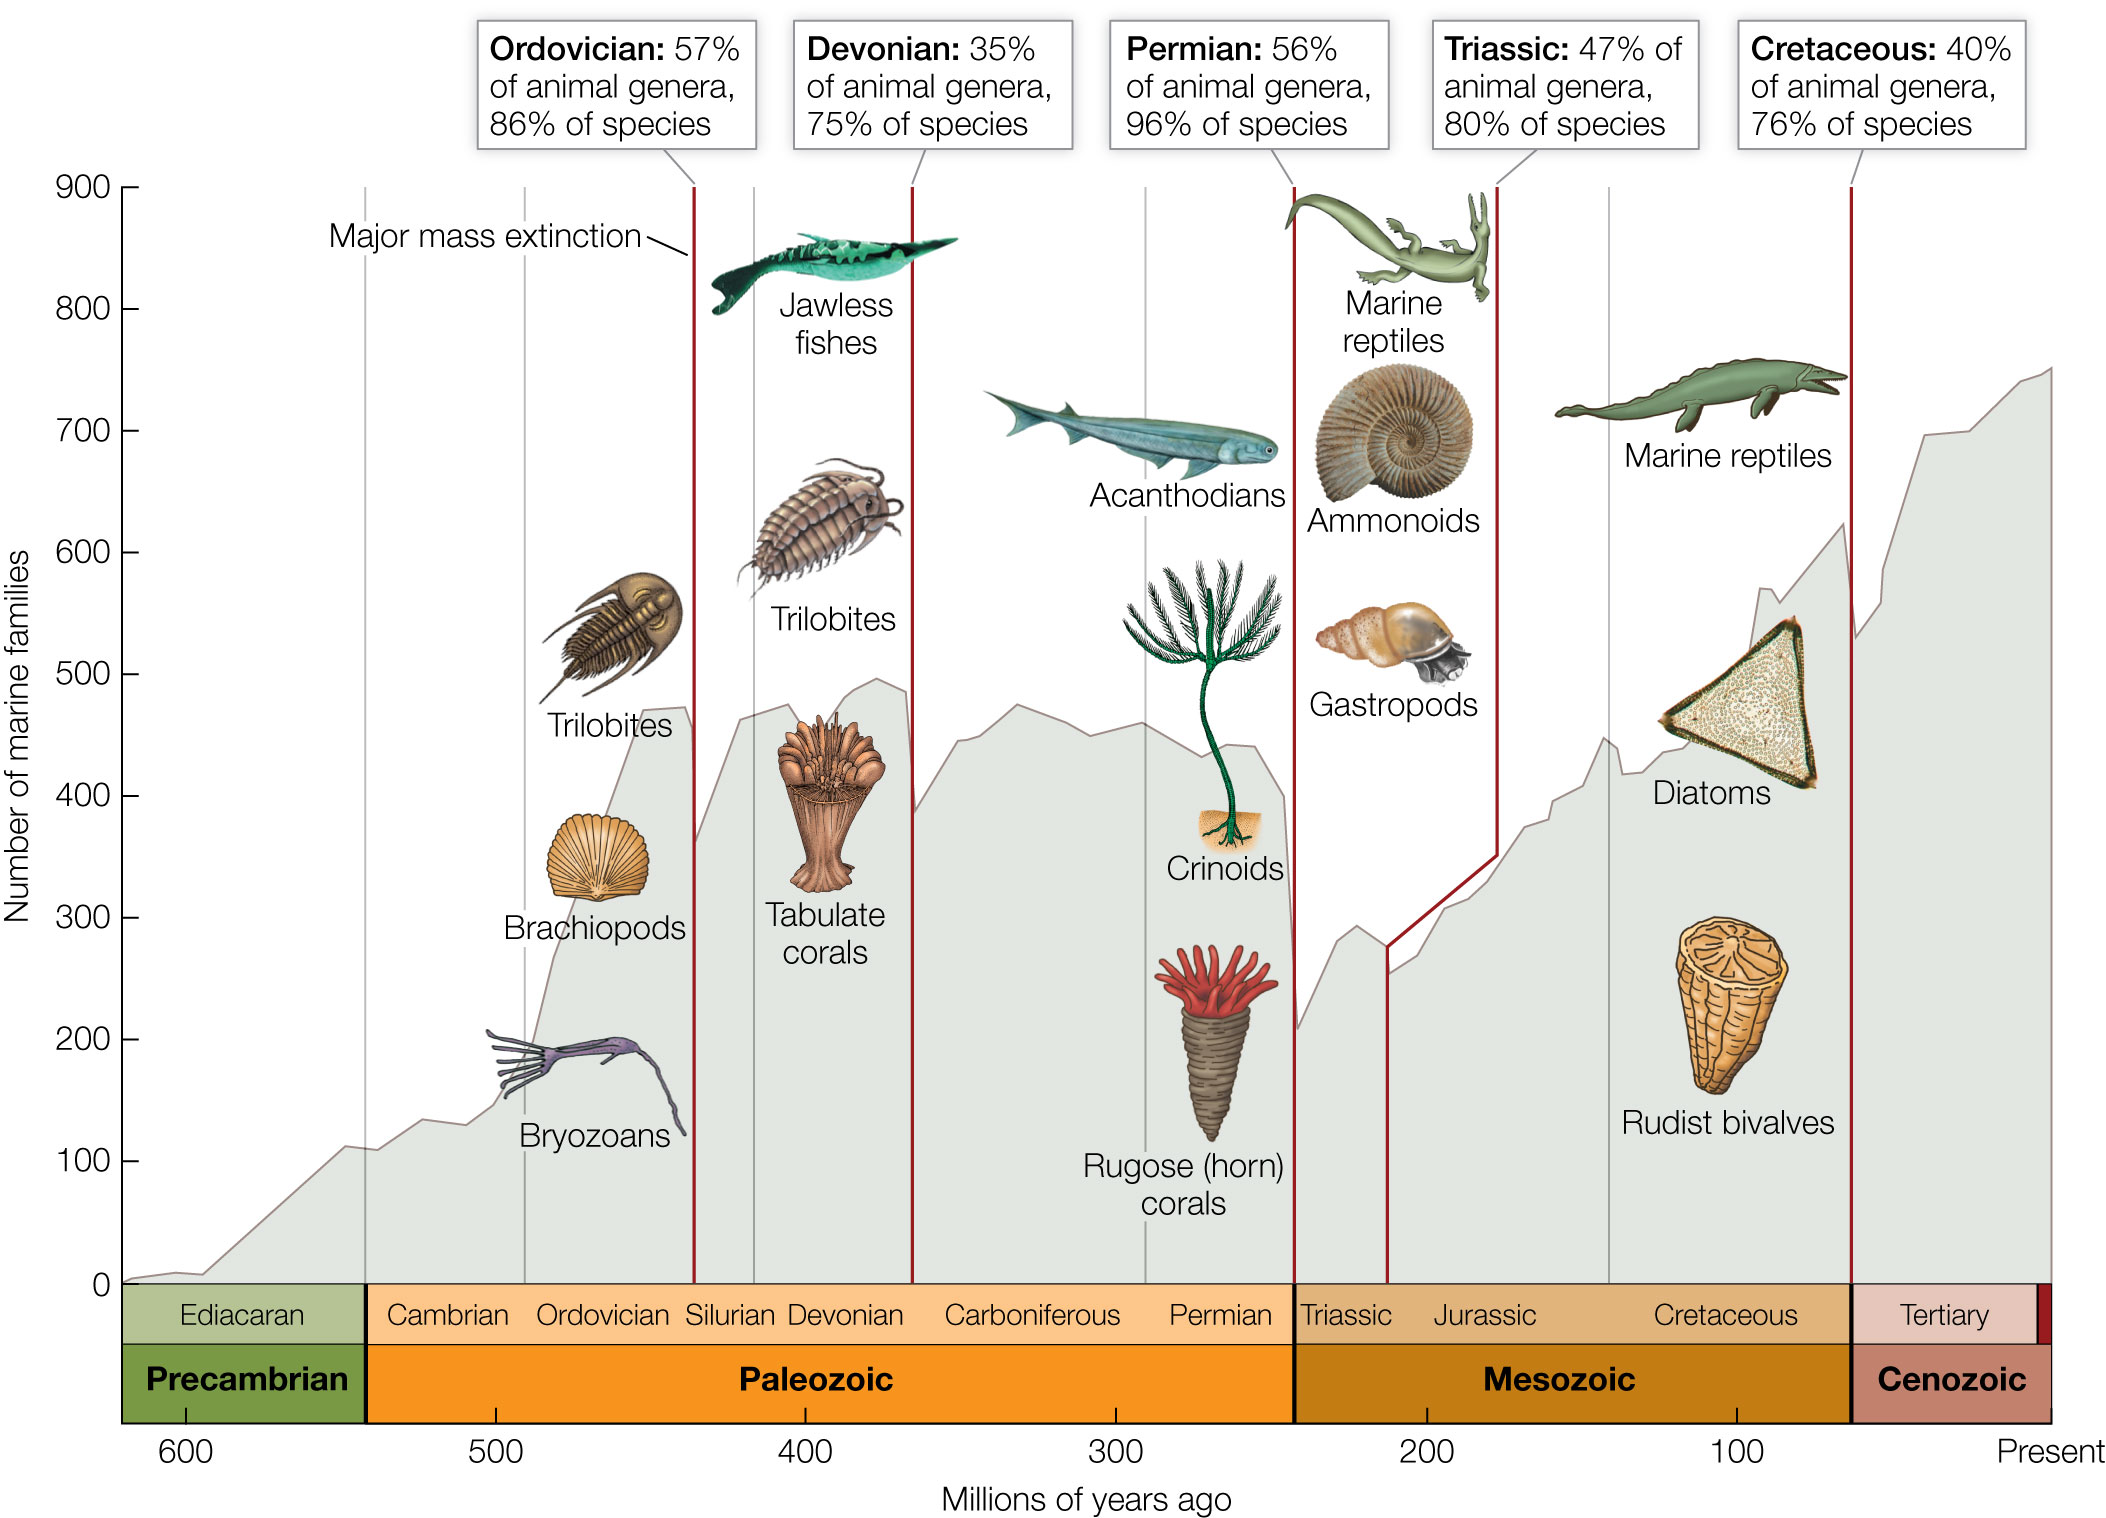 Ordovician: 57%
of animal genera,
86% of species
Devonian: 35%
of animal genera,
75% of species
Permian: 56%
of animal genera,
96% of species
Triassic: 47% of
animal genera,
80% of species
Cretaceous: 40%
of animal genera,
76% of species
Number of marine families
900
800
700
600
500
400
300
200
100
0
Major mass extinction
Trilobites
Brachiopods
Bryozoans
Jawless
fishes
Trilobites
Tabulate
corals
Acanthodians
Crinoids
Rugose (horn)
corals
Marine
reptiles
Ammonoids
Gastropods
Marine reptiles
Diatoms
Rudist bivalves
Ediacaran
Cambrian
Ordovician
Silurian
Devonian
Carboniferous
Permian
Triassic
Jurassic
Cretaceous
Tertiary
Precambrian
Paleozoic
Mesozoic
Cenozoic
600
500
400
300
200
100
Present
Millions of years ago